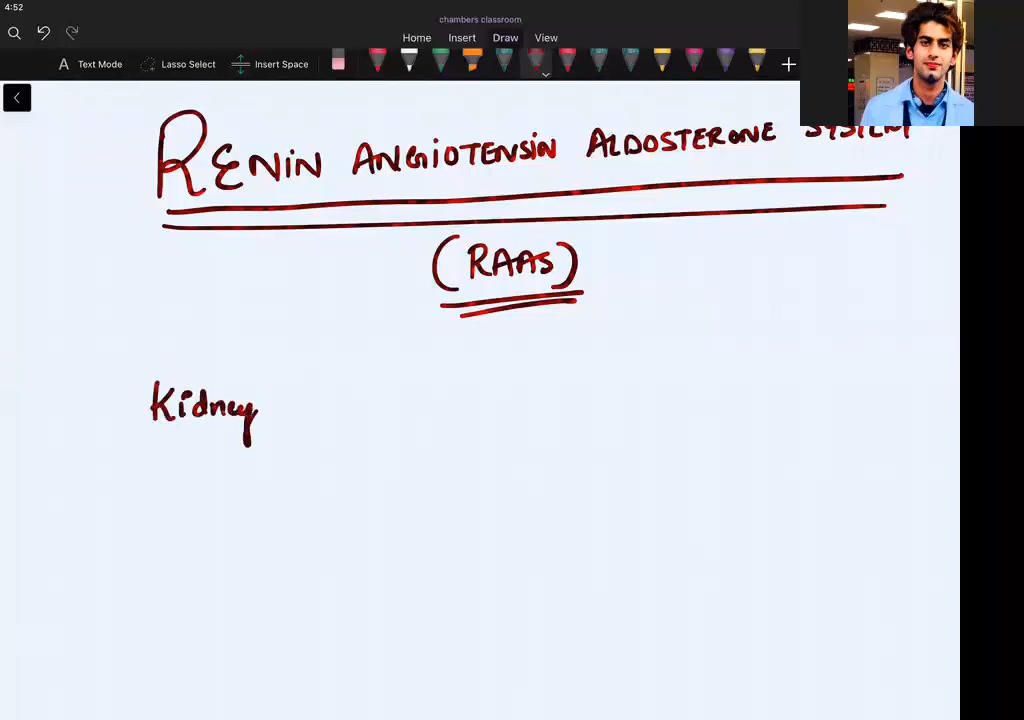 4:52
chambers classroom
Home Insert Draw View
Text Mode Lasso Select Insert Space
RENIN ANGIOTENSIN ALDOSTERONE SYSTEM
(RAAS)
Kidney